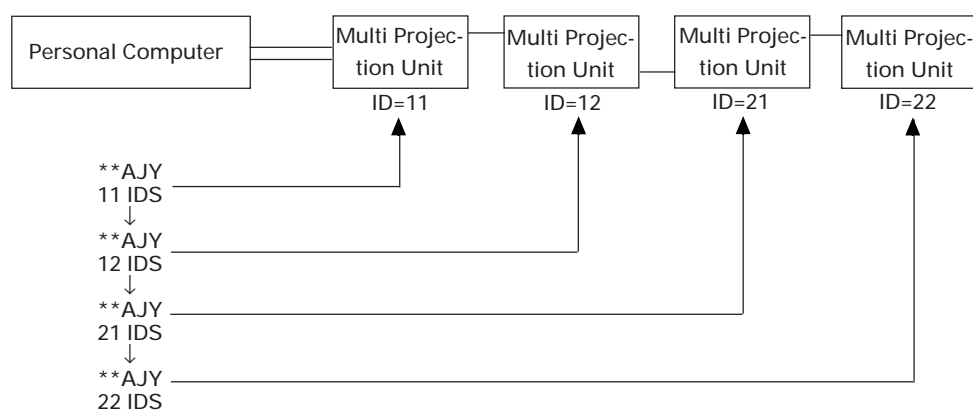 Personal Computer
Multi Projec-
tion Unit
ID=11
Multi Projec-
tion Unit
ID=12
Multi Projec-
tion Unit
ID=21
Multi Projec-
tion Unit
ID=22
**AJY
11 IDS
↓
**AJY
12 IDS
↓
**AJY
21 IDS
↓
**AJY
22 IDS